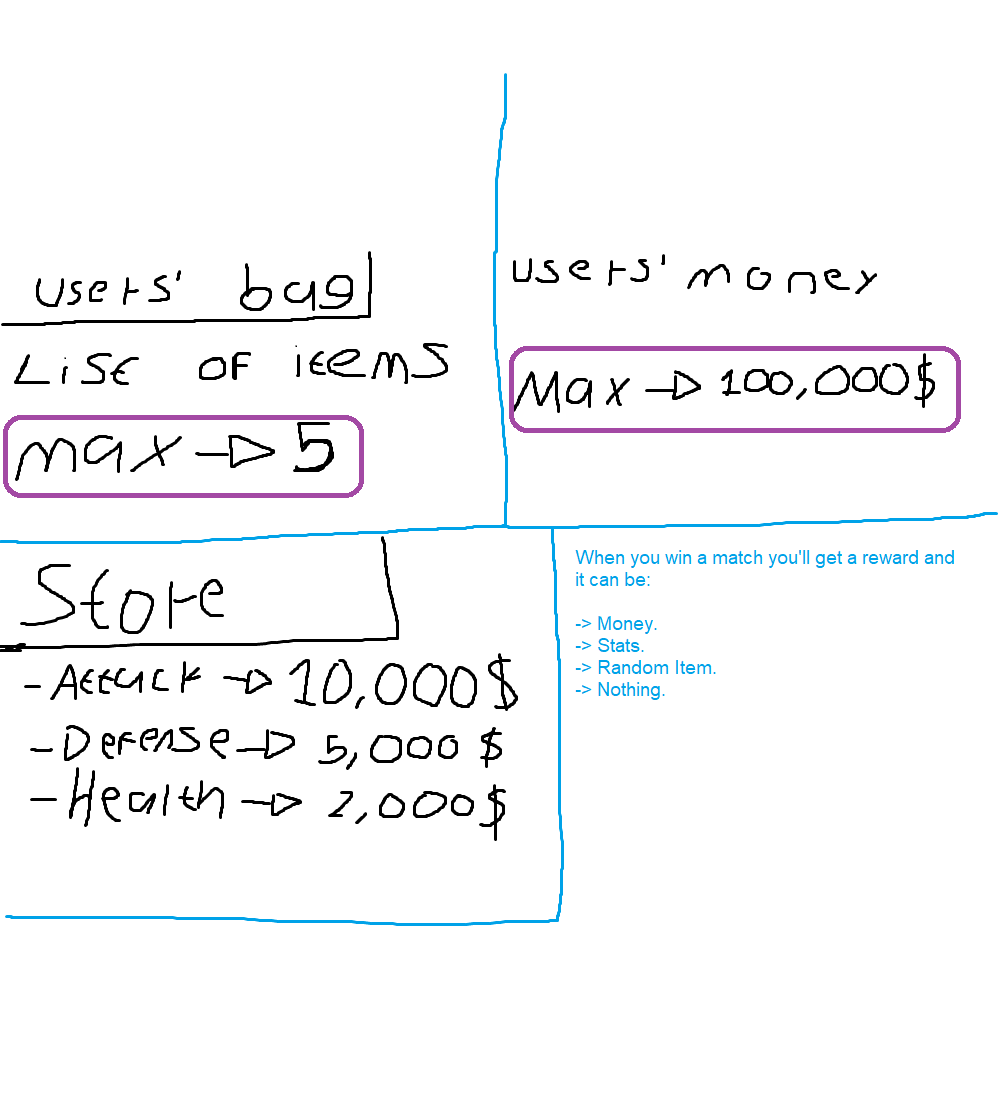 users' bag
List of items
max -> 5
users' money
Max -> 100,000$
Store
- Attack -> 10,000$
- Defense -> 5,000 $
- Health -> 2,000$
When you win a match you'll get a reward and
it can be:
-> Money.
-> Stats.
-> Random Item.
-> Nothing.